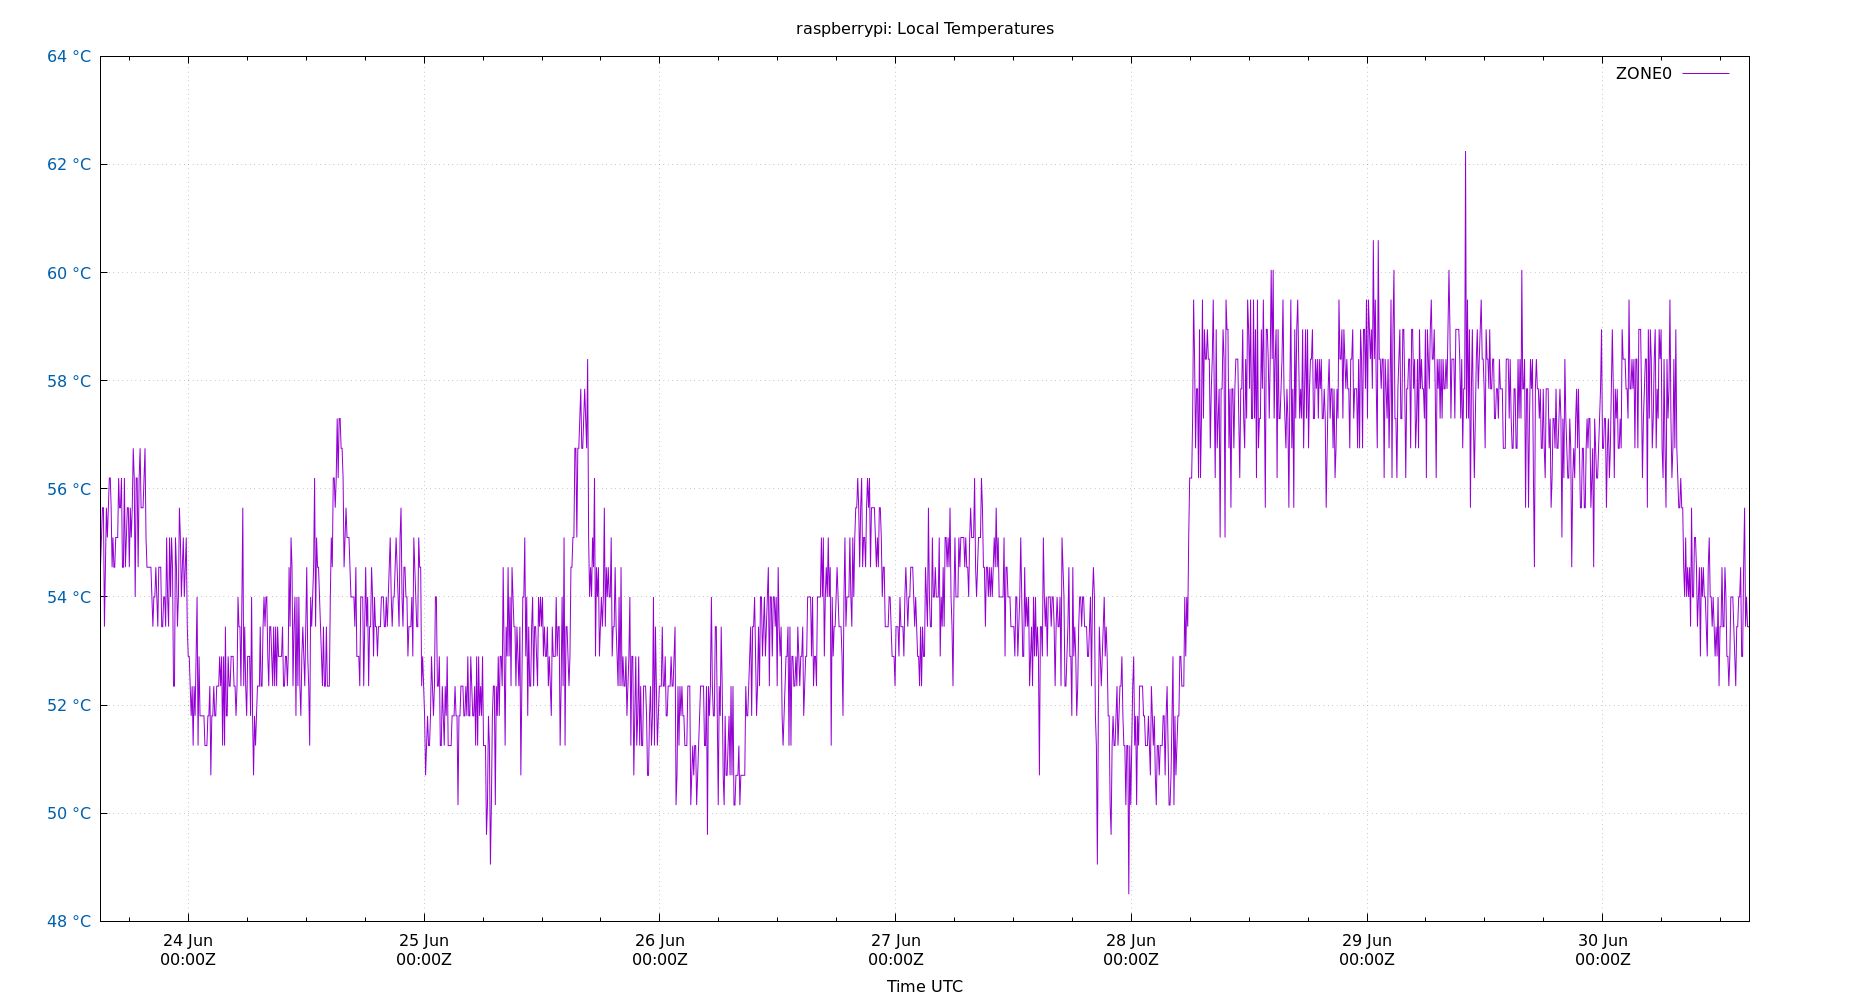 raspberrypi: Local Temperatures
ZONE0
64 °C
62 °C
60 °C
58 °C
56 °C
54 °C
52 °C
50 °C
48 °C
24 Jun 25 Jun 26 Jun 27 Jun 28 Jun 29 Jun 30 Jun
00:00Z 00:00Z 00:00Z 00:00Z 00:00Z 00:00Z 00:00Z
Time UTC